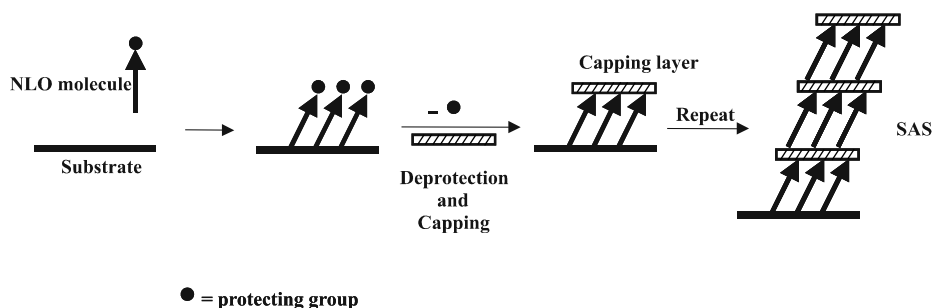 NLO molecule
Substrate
Deprotection
and
Capping
Capping layer
Repeat
SAS
= protecting group